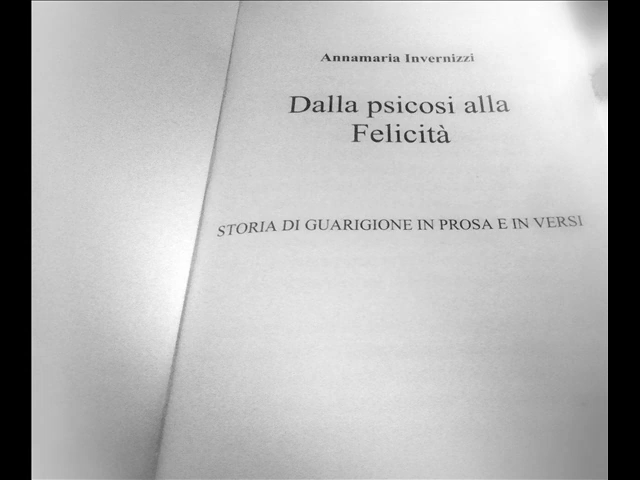 Annamaria Invernizzi
Dalla psicosi alla
Felicità
STORIA DI GUARIGIONE IN PROSA E IN VERSI